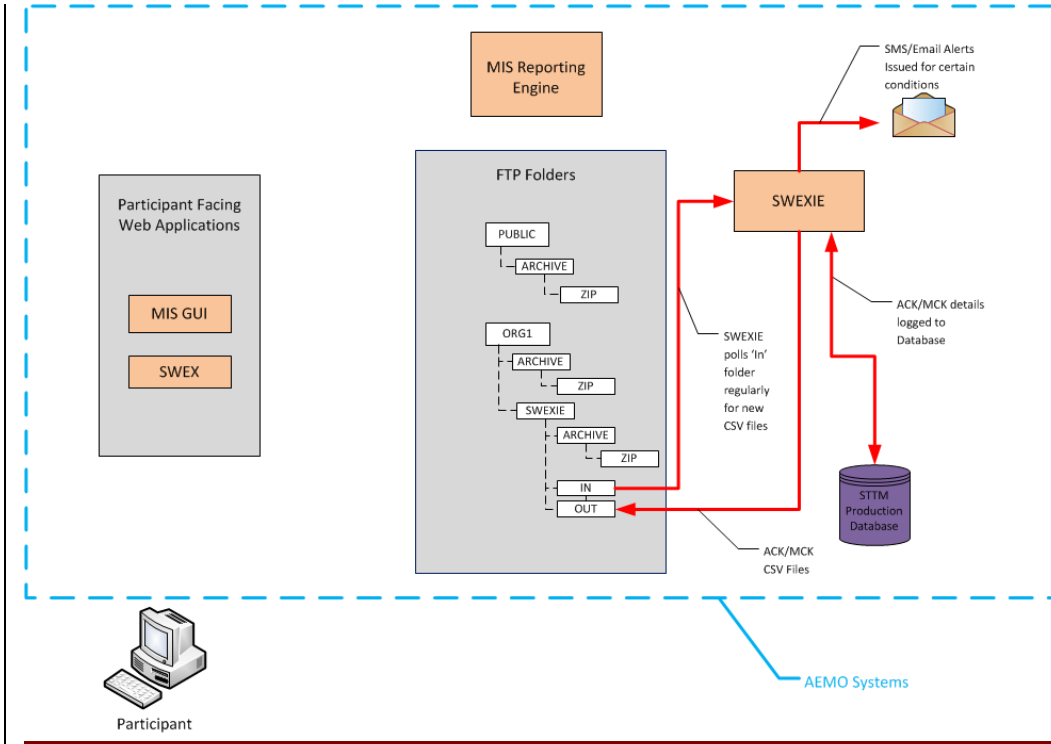 MIS Reporting
Engine
SMS/Email Alerts
Issued for certain
conditions
Participant Facing
Web Applications
MIS GUI
SWEX
FTP Folders
PUBLIC
ARCHIVE
ZIP
ORG1
ARCHIVE
ZIP
SWEXIE
ARCHIVE
ZIP
IN
OUT
SWEXIE
SWEXIE
polls ‘In’
folder
regularly
for new
CSV files
ACK/MCK details
logged to
Database
STTM
Production
Database
ACK/MCK
CSV Files
AEMO Systems
Participant